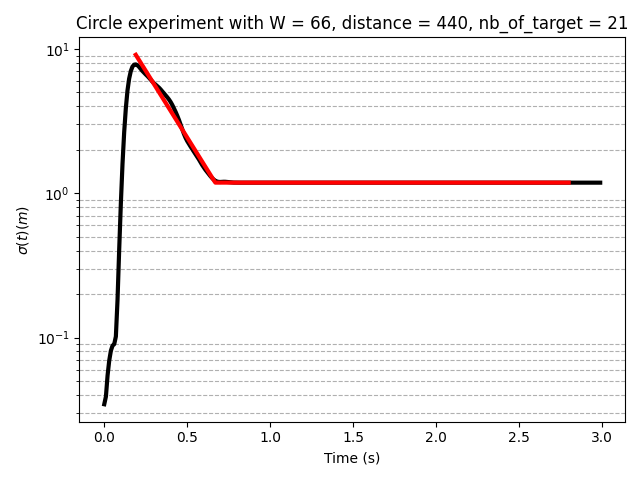 Circle experiment with W = 66, distance = 440, nb_of_target = 21
10¹
10⁰
10⁻¹
σ(t)(m)
0.0 0.5 1.0 1.5 2.0 2.5 3.0
Time (s)